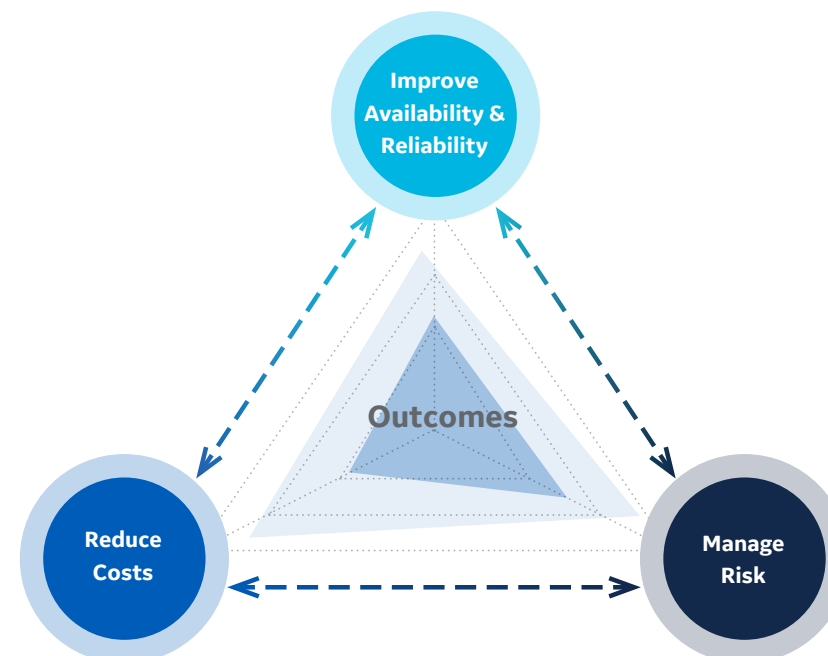 Improve
Availability &
Reliability
Outcomes
Reduce
Costs
Manage
Risk